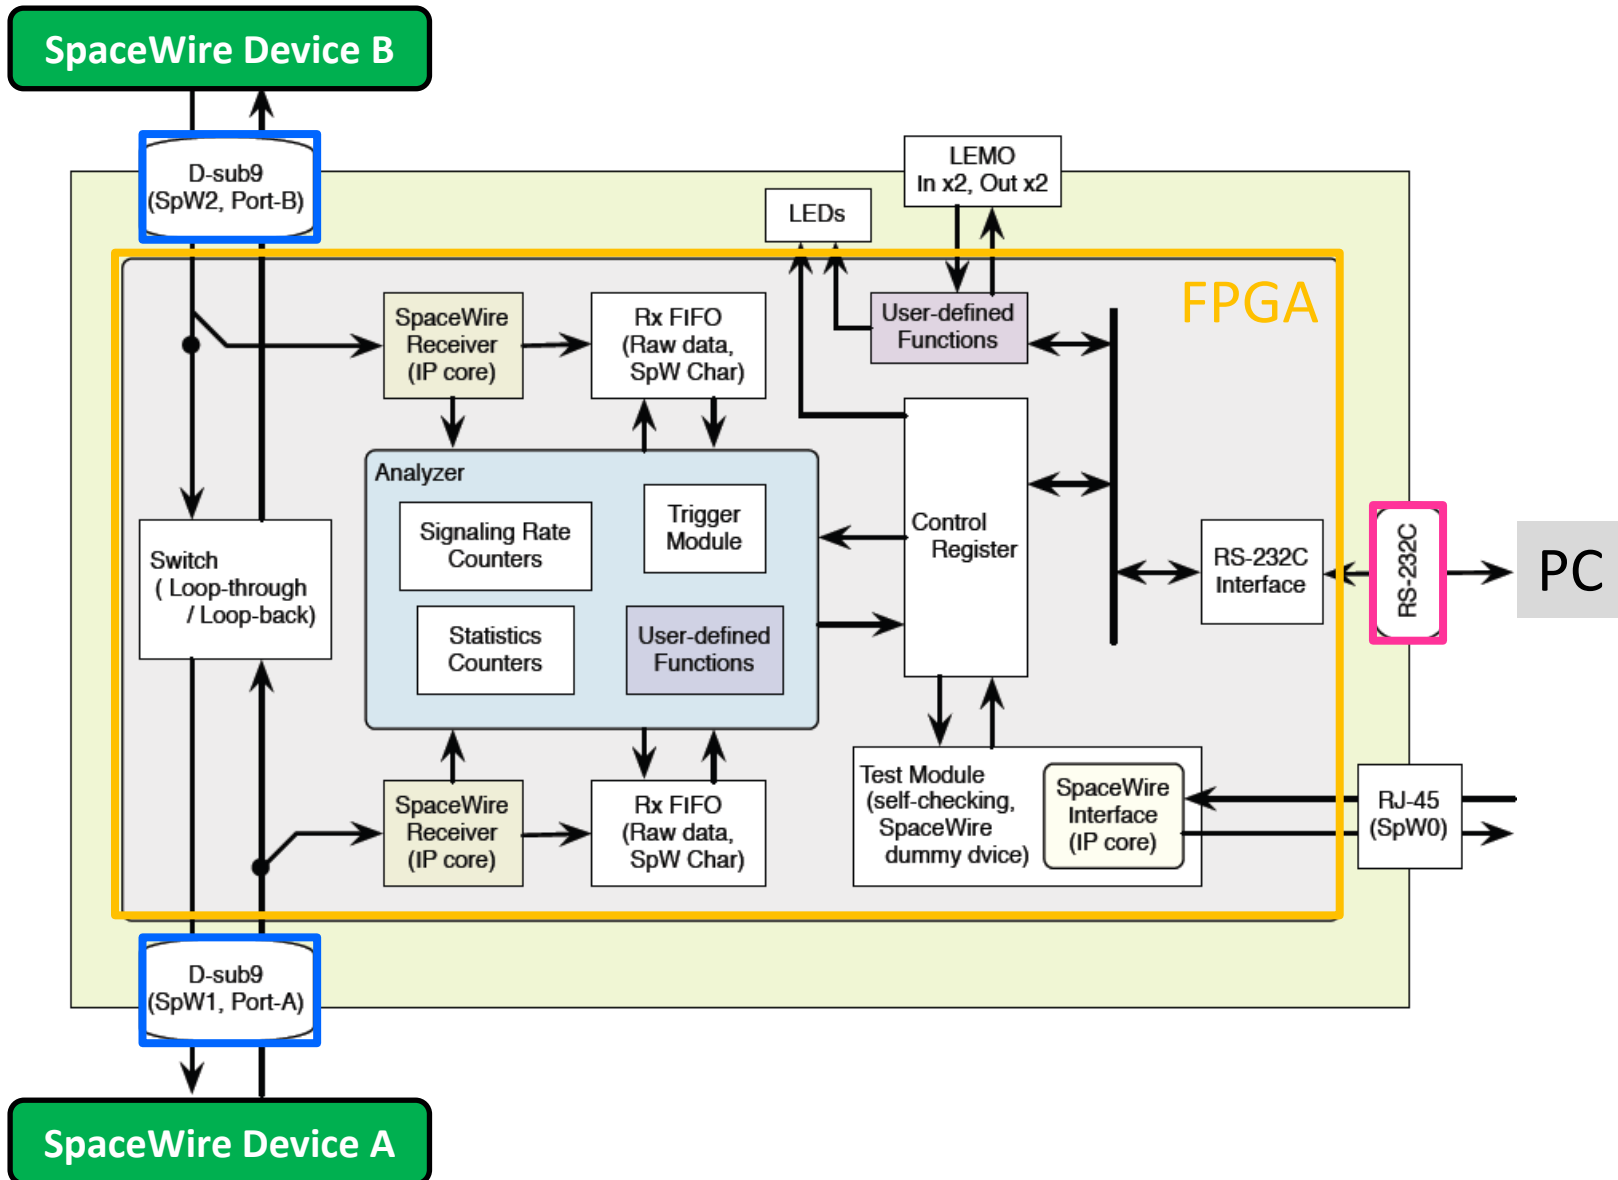 SpaceWire Device B
D-sub9
(SpW2, Port-B)
LEMO
In x2, Out x2
LEDs
FPGA
SpaceWire
Receiver
(IP core)
Rx FIFO
(Raw data,
SpW Char)
User-defined
Functions
Analyzer
Signaling Rate
Counters
Trigger
Module
Statistics
Counters
User-defined
Functions
Switch
( Loop-through
/ Loop-back)
Control
Register
RS-232C
Interface
RS-232C
PC
SpaceWire
Receiver
(IP core)
Rx FIFO
(Raw data,
SpW Char)
Test Module
(self-checking,
SpaceWire
dummy dvice)
SpaceWire
Interface
(IP core)
RJ-45
(SpW0)
D-sub9
(SpW1, Port-A)
SpaceWire Device A